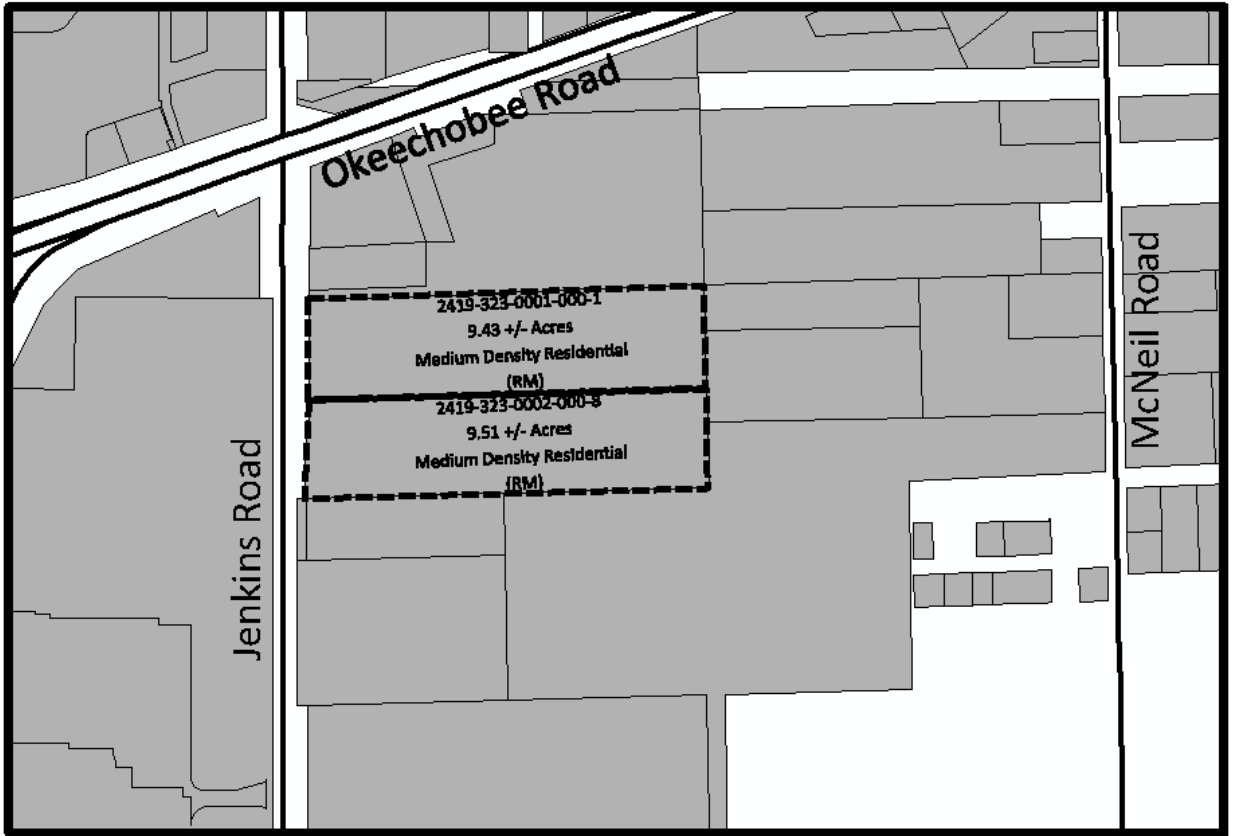 Okeechobee Road
2419-323-0001-000-1
9.43 +/- Acres
Medium Density Residential
(RM)
2419-323-0002-000-8
9.51 +/- Acres
Medium Density Residential
(RM)
Jenkins Road
McNeil Road